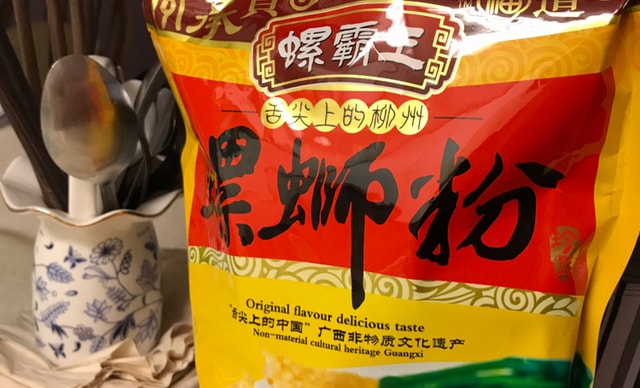 螺霸王
舌尖上的柳州
螺蛳粉
Original flavour delicious taste
"舌尖上的中国"广西非物质文化遗产
Non-material cultural heritage Guangxi